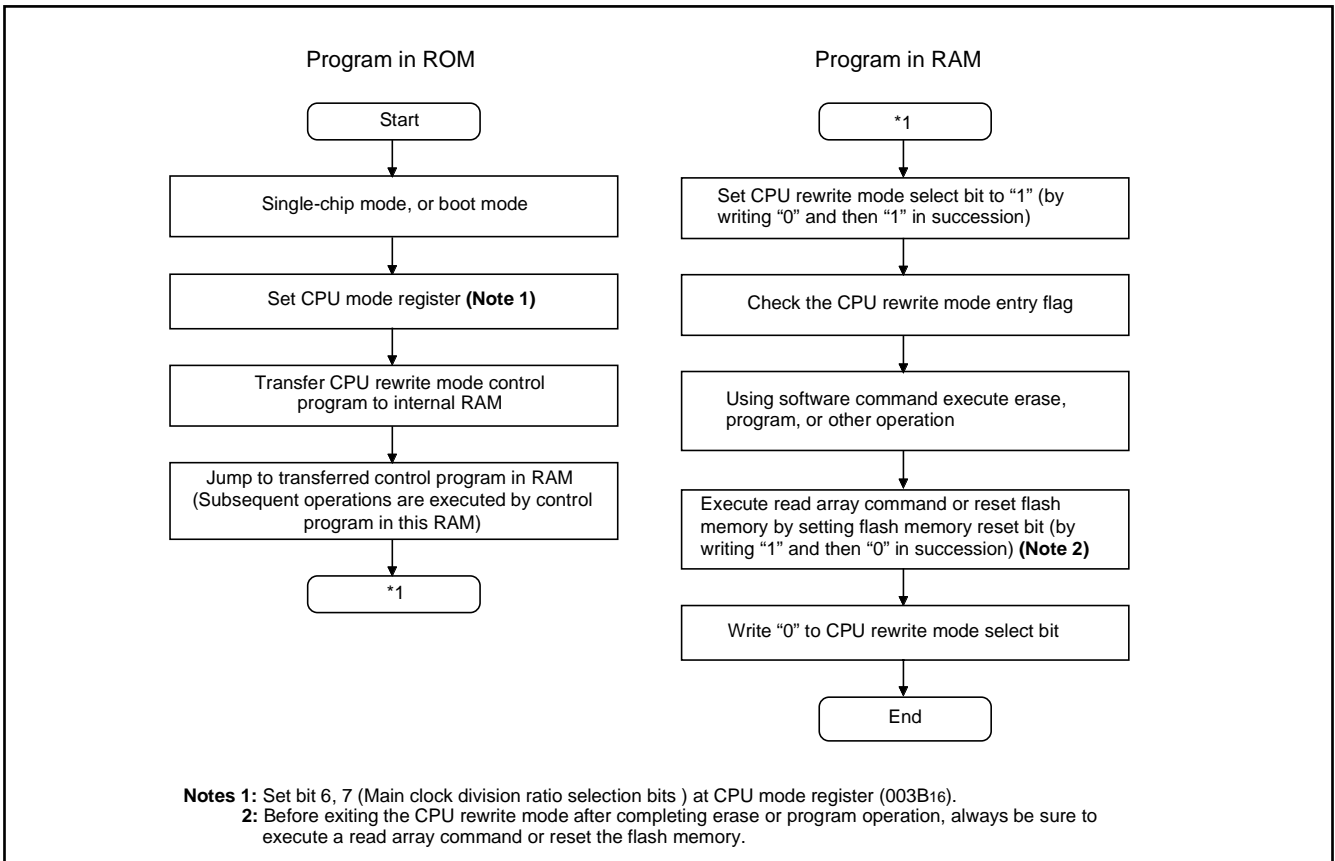 Program in ROM
Start
Single-chip mode, or boot mode
Set CPU mode register (Note 1)
Transfer CPU rewrite mode control
program to internal RAM
Jump to transferred control program in RAM
(Subsequent operations are executed by control
program in this RAM)
*1
Program in RAM
*1
Set CPU rewrite mode select bit to “1” (by
writing “0” and then “1” in succession)
Check the CPU rewrite mode entry flag
Using software command execute erase,
program, or other operation
Execute read array command or reset flash
memory by setting flash memory reset bit (by
writing “1” and then “0” in succession) (Note 2)
Write “0” to CPU rewrite mode select bit
End
Notes 1: Set bit 6, 7 (Main clock division ratio selection bits ) at CPU mode register (003B16).
2: Before exiting the CPU rewrite mode after completing erase or program operation, always be sure to
execute a read array command or reset the flash memory.